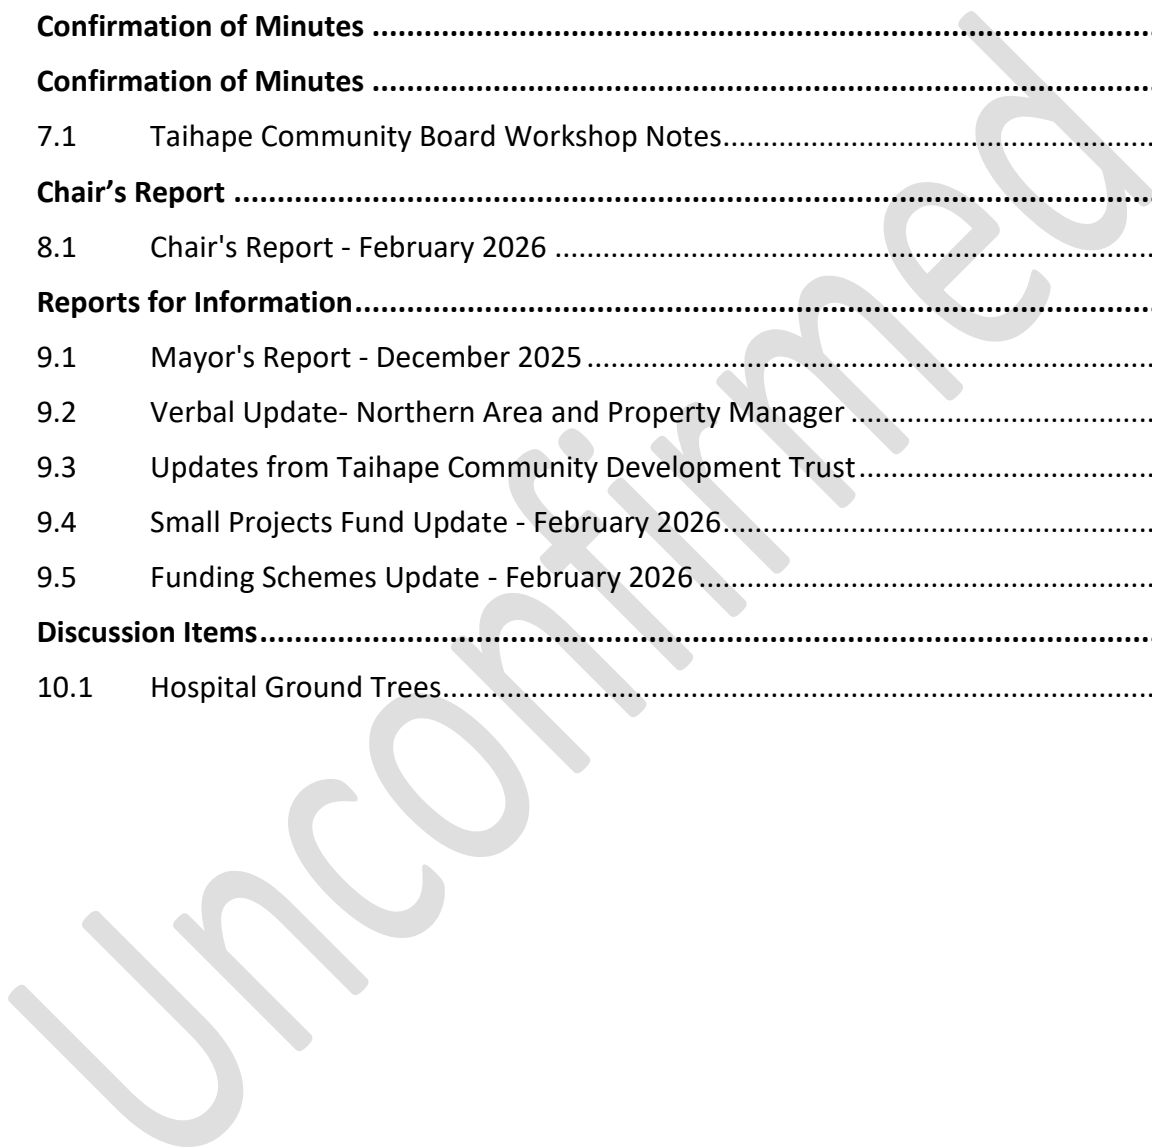 Confirmation of Minutes ................................................................................
Confirmation of Minutes ................................................................................
7.1 Taihape Community Board Workshop Notes................................................
Chair’s Report ................................................................................................
8.1 Chair's Report - February 2026 ..................................................................
Reports for Information...................................................................................
9.1 Mayor's Report - December 2025 ..............................................................
9.2 Verbal Update- Northern Area and Property Manager ..................................
9.3 Updates from Taihape Community Development Trust .................................
9.4 Small Projects Fund Update - February 2026................................................
9.5 Funding Schemes Update - February 2026 ..................................................
Discussion Items..............................................................................................
10.1 Hospital Ground Trees..............................................................................
Unconfirmed